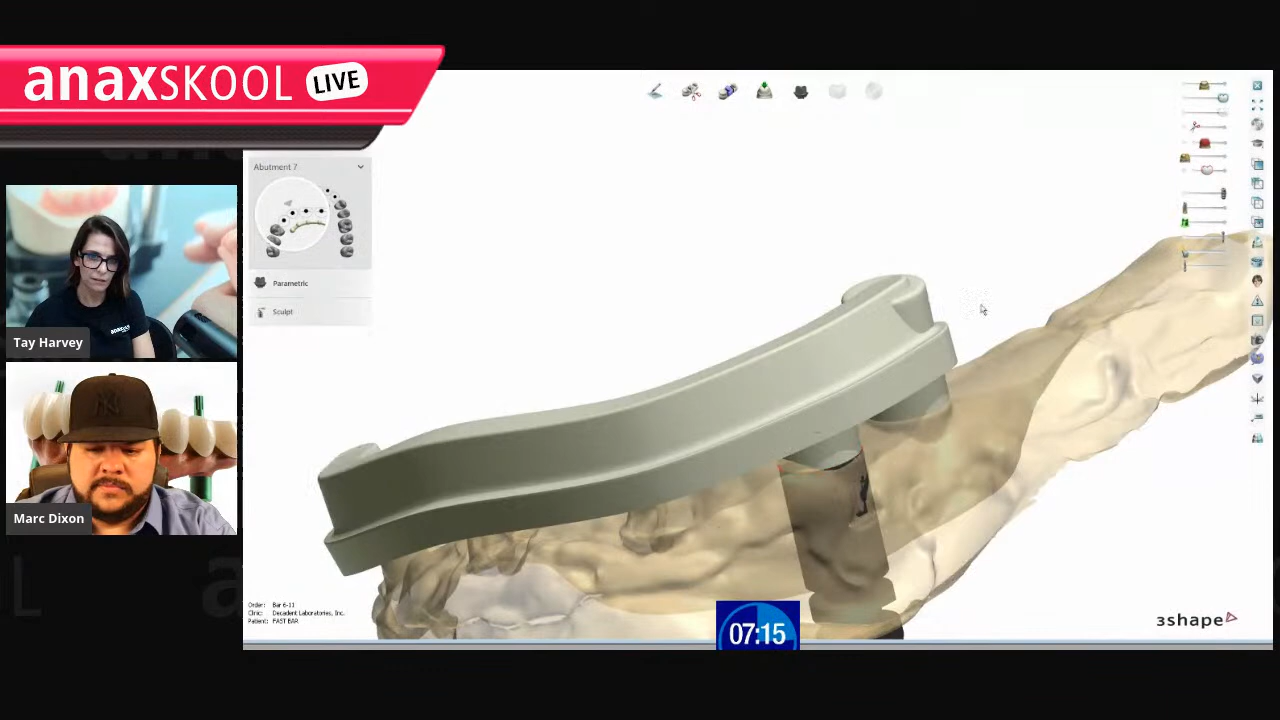 anaxSKOOL LIVE
Abutment 7
Parametric
Sculpt
Tay Harvey
Marc Dixon
Order: Bar 6-11
Clinic: Decadent Laboratories, Inc.
Patient: FAST BAR
07:15
3shape